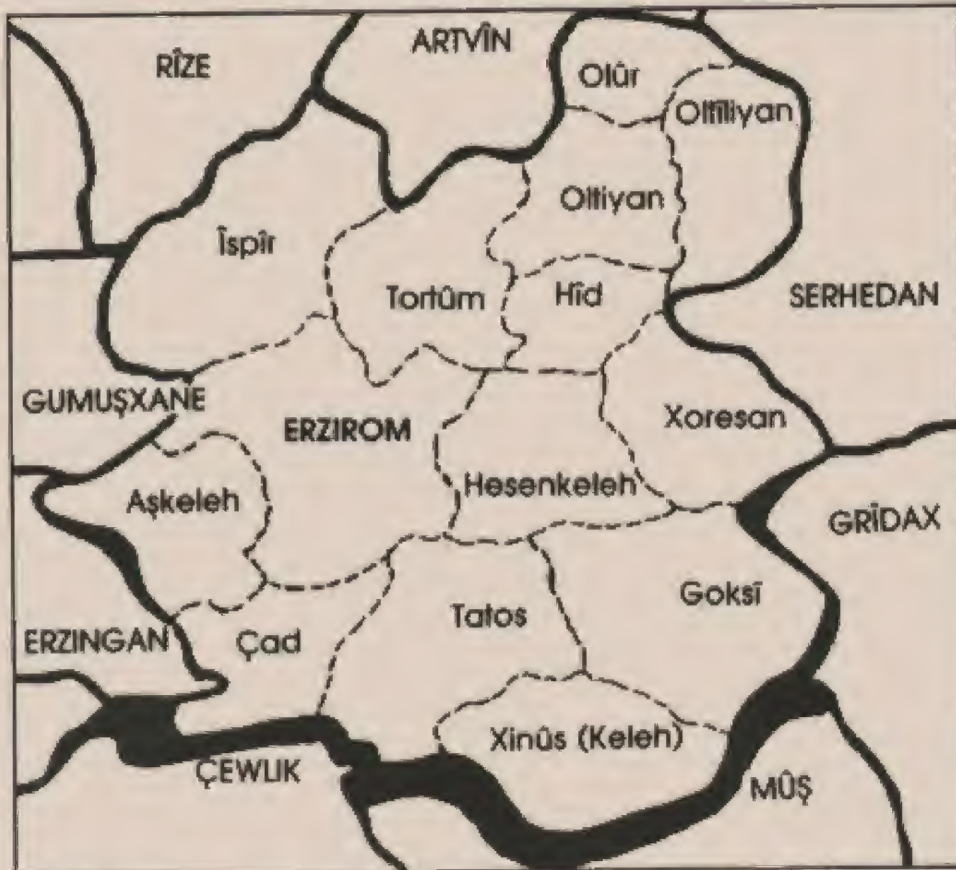 RÎZE
ARTVÎN
Olûr
Oltîliyan
Oltiyan
Îspîr
Tortûm
Hîd
SERHEDAN
GUMUŞXANE
ERZIROM
Xoresan
Aşkeleh
Hesenkeleh
GRÎDAX
Goksî
Tatos
ERZINGAN
Çad
Xinûs (Keleh)
ÇEWLIK
MÛŞ